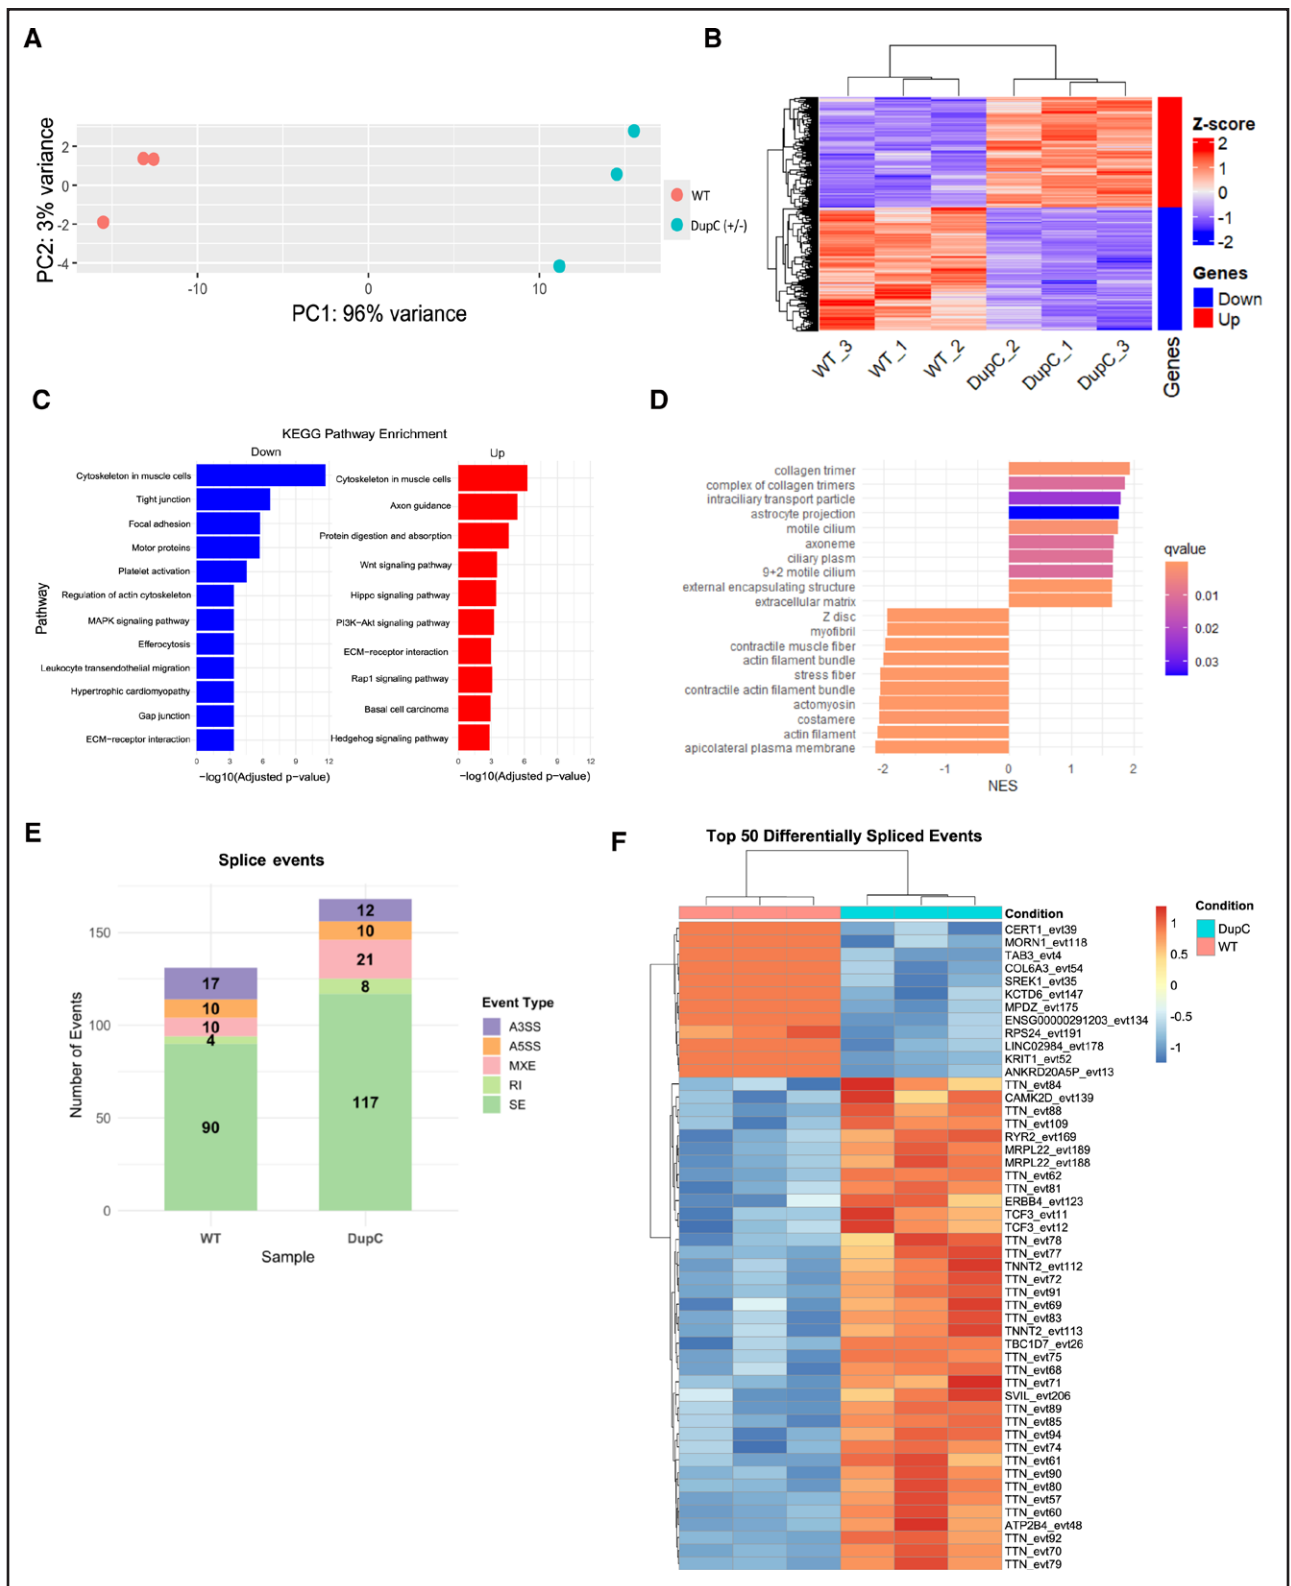 A
PC2: 3% variance
2
0
-2
-4
-10
0
10
PC1: 96% variance
WT
DupC (+/-)
B
Z-score
2
1
0
-1
-2
Genes
Down
Up
WT_3
WT_1
WT_2
DupC_2
DupC_1
DupC_3
Genes
C
KEGG Pathway Enrichment
Down
Up
Pathway
Cytoskeleton in muscle cells
Tight junction
Focal adhesion
Motor proteins
Platelet activation
Regulation of actin cytoskeleton
MAPK signaling pathway
Efferocytosis
Leukocyte transendothelial migration
Hypertrophic cardiomyopathy
Gap junction
ECM−receptor interaction
0 3 6 9 12
−log10(Adjusted p−value)
Cytoskeleton in muscle cells
Axon guidance
Protein digestion and absorption
Wnt signaling pathway
Hippo signaling pathway
PI3K−Akt signaling pathway
ECM−receptor interaction
Rap1 signaling pathway
Basal cell carcinoma
Hedgehog signaling pathway
0 3 6 9 12
−log10(Adjusted p−value)
D
collagen trimer
complex of collagen trimers
intraciliary transport particle
astrocyte projection
motile cilium
axoneme
ciliary plasm
9+2 motile cilium
external encapsulating structure
extracellular matrix
Z disc
myofibril
contractile muscle fiber
actin filament bundle
stress fiber
contractile actin filament bundle
actomyosin
costamere
actin filament
apicolateral plasma membrane
-2 -1 0 1 2
NES
qvalue
0.01
0.02
0.03
E
Splice events
Number of Events
150
100
50
0
17
10
10
4
90
12
10
21
8
117
WT
DupC
Sample
Event Type
A3SS
A5SS
MXE
RI
SE
F
Top 50 Differentially Spliced Events
Condition
CERT1_evt39
MORN1_evt118
TAB3_evt4
COL6A3_evt54
SREK1_evt35
KCTD6_evt147
MPDZ_evt175
ENSG00000291203_evt134
RPS24_evt191
LINC02984_evt178
KRIT1_evt52
ANKRD20A5P_evt13
TTN_evt84
CAMK2D_evt139
TTN_evt88
TTN_evt109
RYR2_evt169
MRPL22_evt189
MRPL22_evt188
TTN_evt62
TTN_evt81
ERBB4_evt123
TCF3_evt11
TCF3_evt12
TTN_evt78
TTN_evt77
TNNT2_evt112
TTN_evt72
TTN_evt91
TTN_evt69
TTN_evt83
TNNT2_evt113
TBC1D7_evt26
TTN_evt75
TTN_evt68
TTN_evt71
SVIL_evt206
TTN_evt89
TTN_evt85
TTN_evt94
TTN_evt74
TTN_evt61
TTN_evt90
TTN_evt80
TTN_evt57
TTN_evt60
ATP2B4_evt48
TTN_evt92
TTN_evt70
TTN_evt79
1
0.5
0
-0.5
-1
Condition
DupC
WT